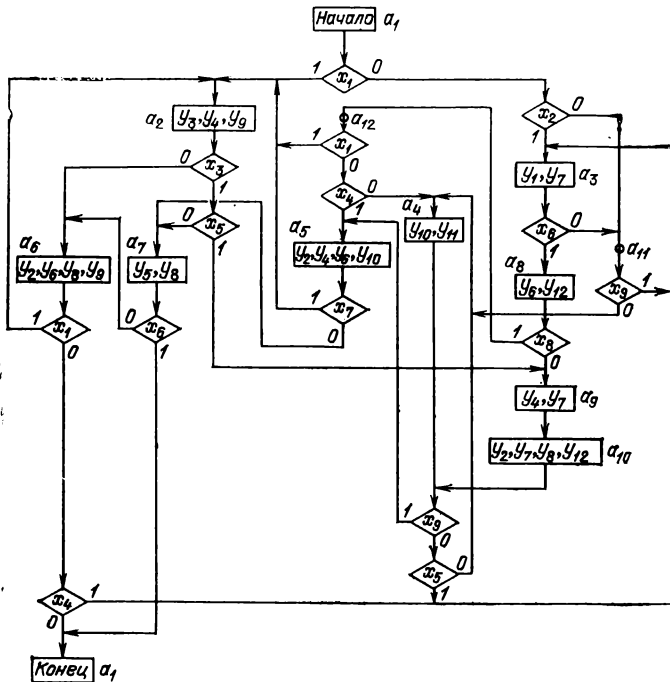 Начало a₁
1 x₁ 0
a₂ y₃, y₄, y₉
a₁₂
x₂ 0
1
1 x₁
0
0 x₃
1
x₄ 0
1
y₁, y₇ a₃
0 x₅
1
a₄
y₁₀, y₁₁
x₆ 0
1
a₁₁
a₆
y₂, y₆, y₈, y₉
a₇
y₅, y₈
a₅
y₂, y₄, y₆, y₁₀
a₈
y₆, y₁₂
x₉ 1
0
1 x₁
0
0 x₆
1
1 x₇
0
1 x₈
0
y₄, y₇ a₉
y₂, y₇, y₈, y₁₂ a₁₀
1 x₉
0
x₅ 0
1
x₄ 1
0
Конец a₁